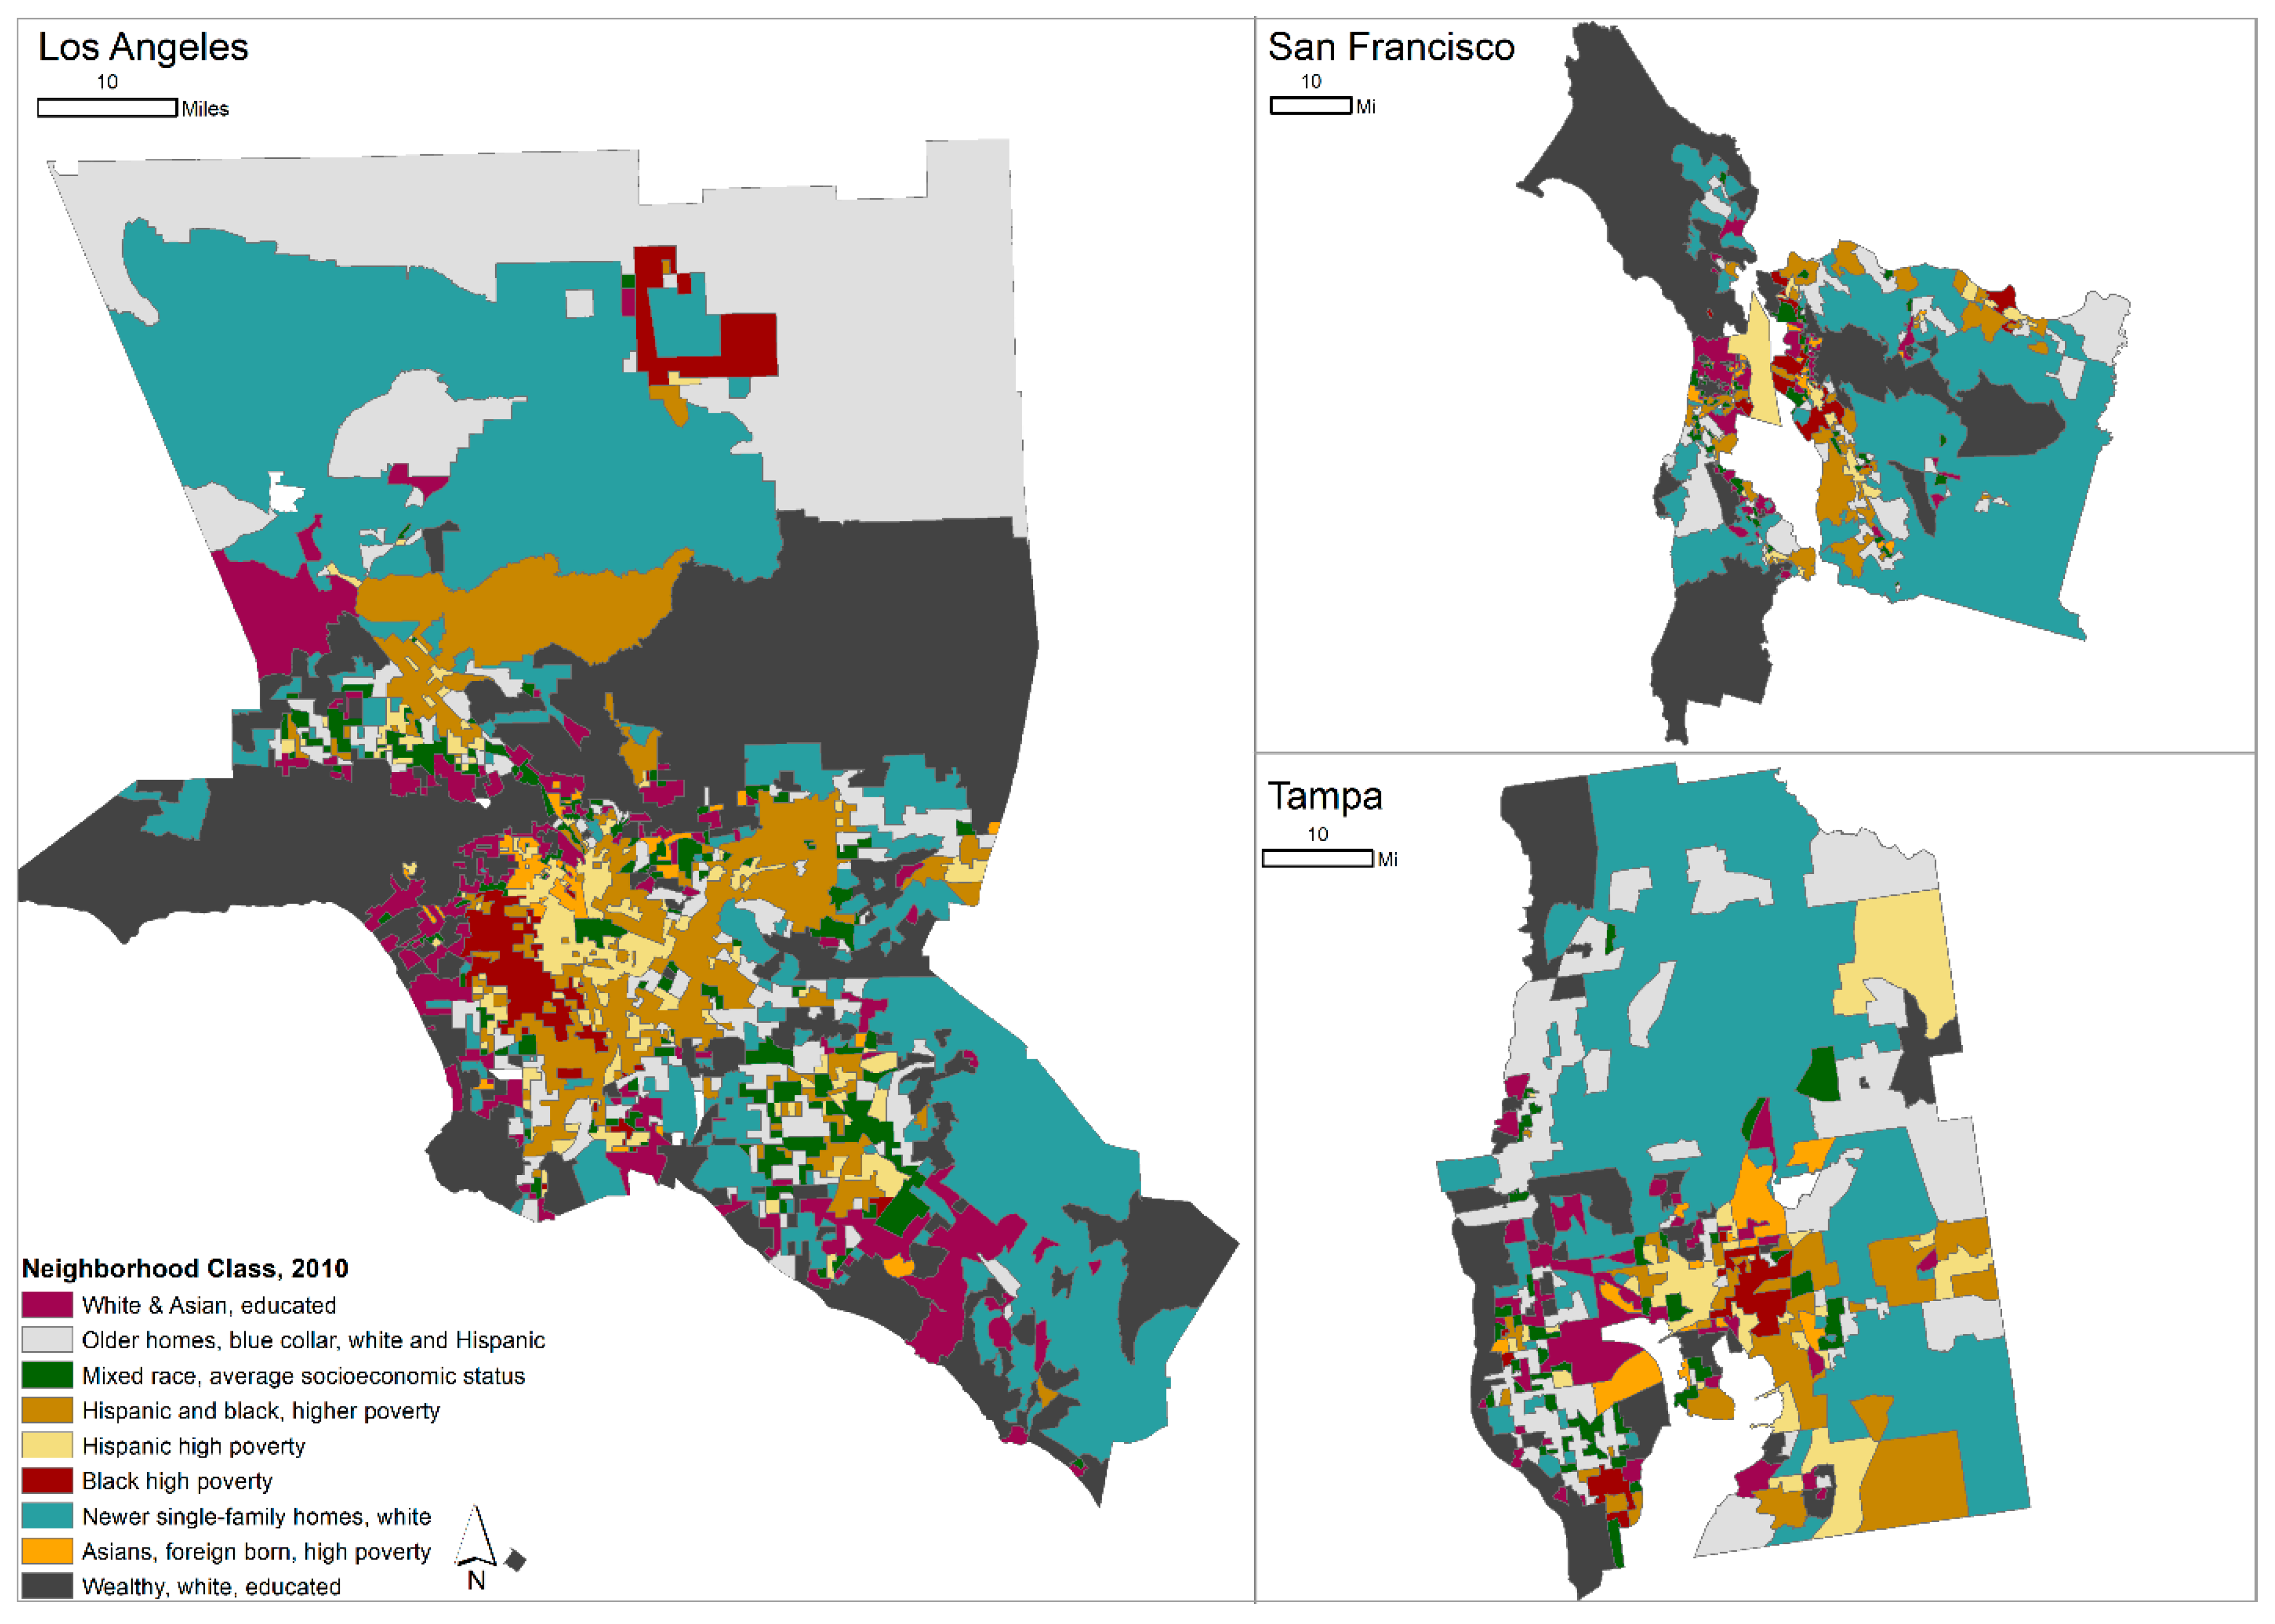 Los Angeles
10
Miles
San Francisco
10
Mi
Tampa
10
Mi
Neighborhood Class, 2010
White & Asian, educated
Older homes, blue collar, white and Hispanic
Mixed race, average socioeconomic status
Hispanic and black, higher poverty
Hispanic high poverty
Black high poverty
Newer single-family homes, white
Asians, foreign born, high poverty
Wealthy, white, educated
N